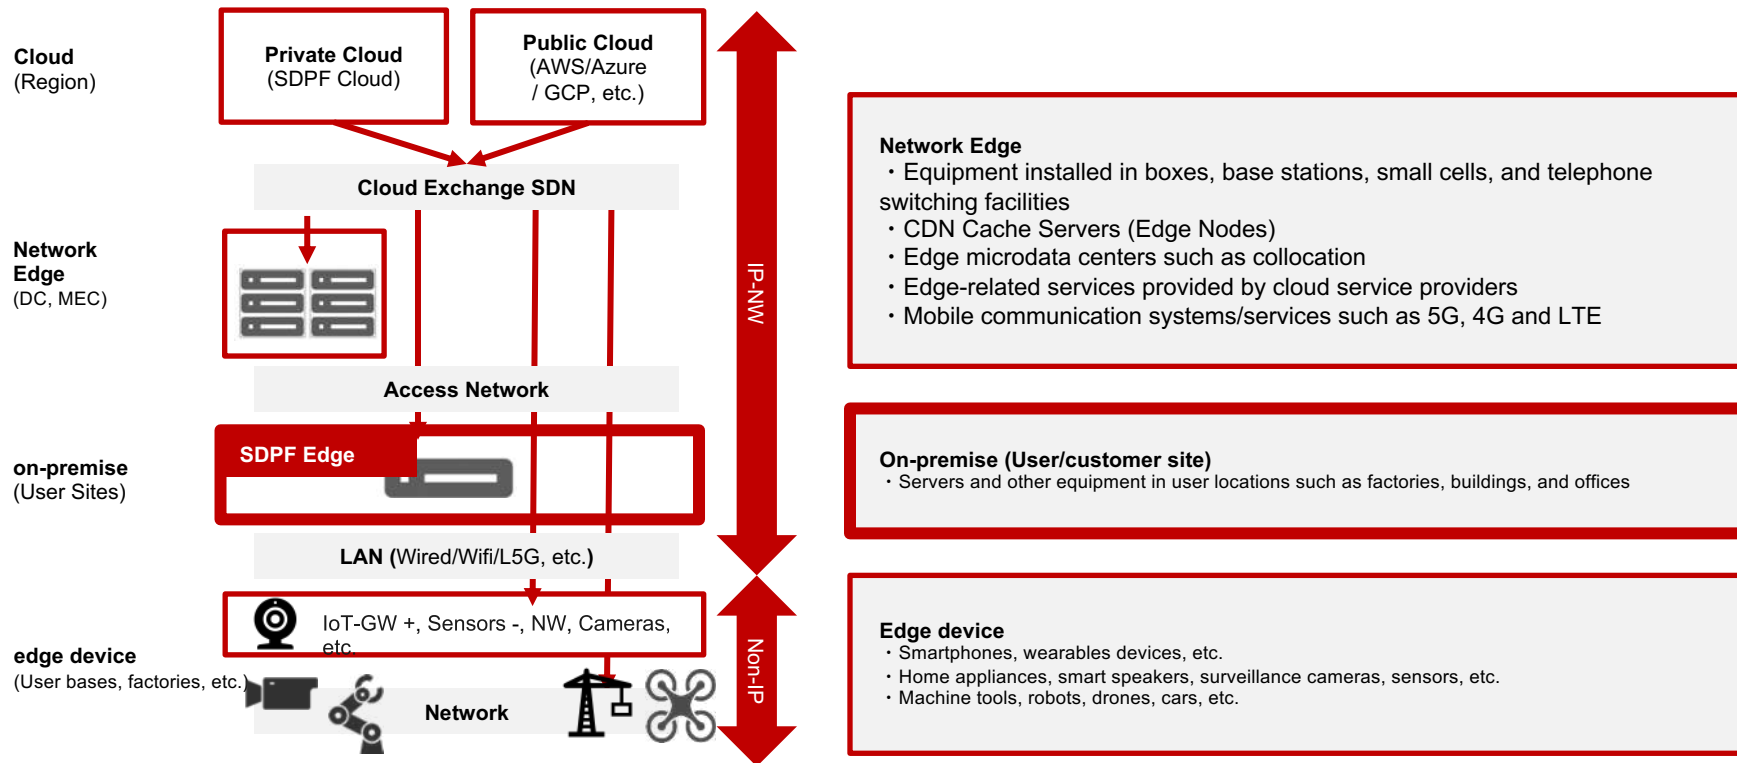 Cloud
(Region)
Private Cloud
(SDPF Cloud)
Public Cloud
(AWS/Azure
/ GCP, etc.)
Cloud Exchange SDN
Network
Edge
(DC, MEC)
Access Network
on-premise
(User Sites)
SDPF Edge
LAN (Wired/Wifi/L5G, etc.)
edge device
(User bases, factories, etc.)
IoT-GW +, Sensors -, NW, Cameras,
etc.
Network
IP-NW
Non-IP
Network Edge
・Equipment installed in boxes, base stations, small cells, and telephone
switching facilities
・CDN Cache Servers (Edge Nodes)
・Edge microdata centers such as collocation
・Edge-related services provided by cloud service providers
・Mobile communication systems/services such as 5G, 4G and LTE
On-premise (User/customer site)
・Servers and other equipment in user locations such as factories, buildings, and offices
Edge device
・Smartphones, wearables devices, etc.
・Home appliances, smart speakers, surveillance cameras, sensors, etc.
・Machine tools, robots, drones, cars, etc.